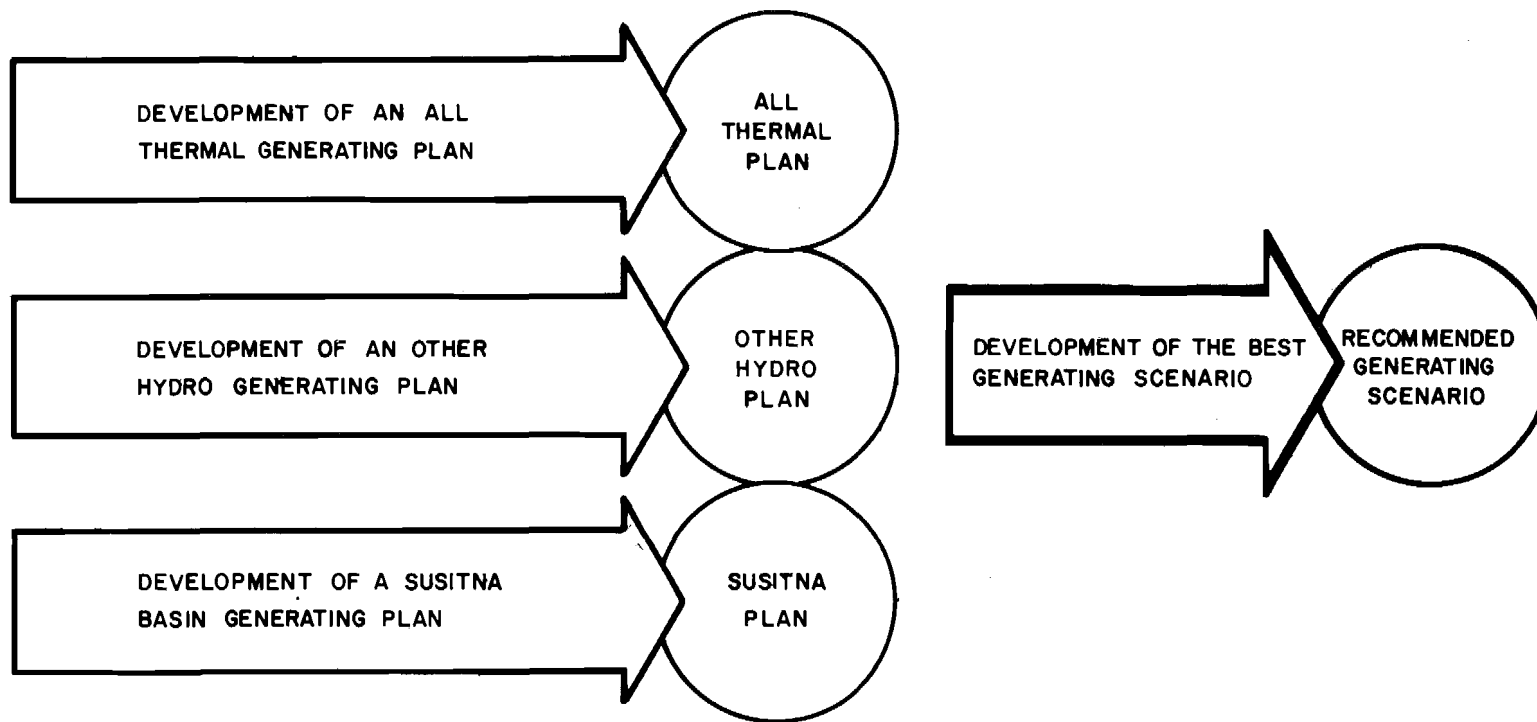 DEVELOPMENT OF AN ALL
THERMAL GENERATING PLAN
ALL
THERMAL
PLAN
DEVELOPMENT OF AN OTHER
HYDRO GENERATING PLAN
OTHER
HYDRO
PLAN
DEVELOPMENT OF A SUSITNA
BASIN GENERATING PLAN
SUSITNA
PLAN
DEVELOPMENT OF THE BEST
GENERATING SCENARIO
RECOMMENDED
GENERATING
SCENARIO